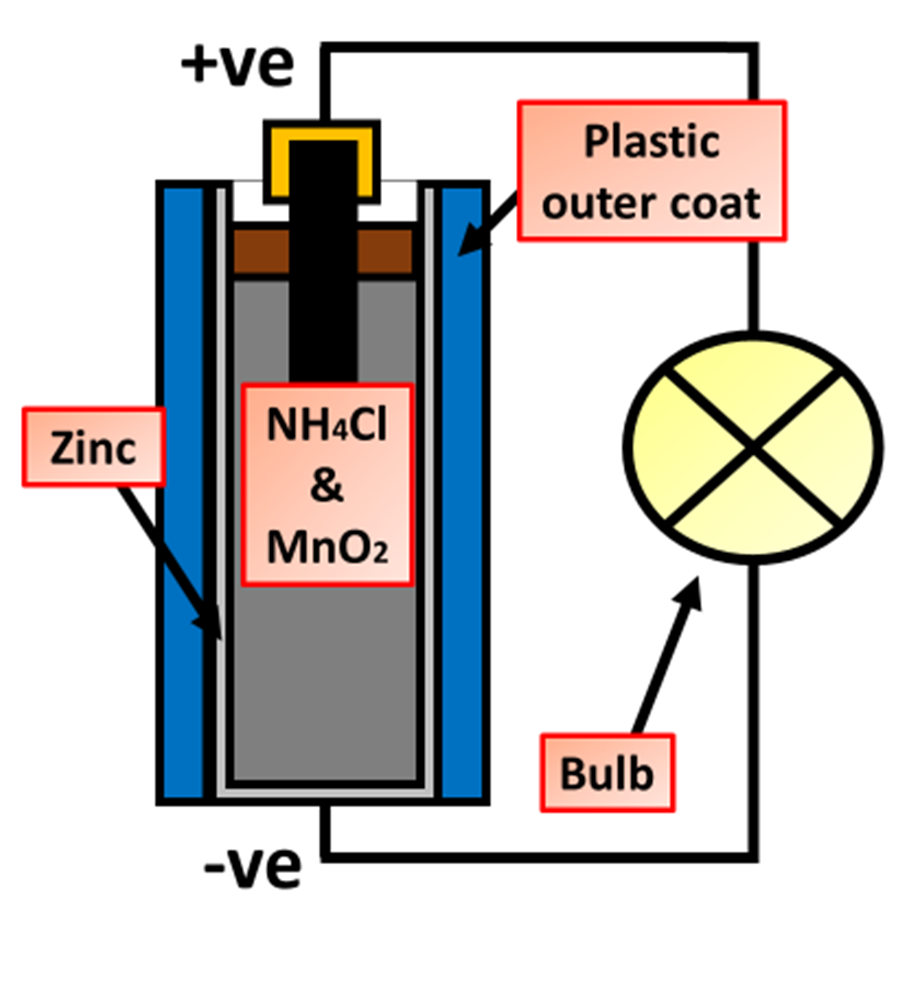 +ve
Plastic
outer coat
Zinc
NH₄Cl
&
MnO₂
Bulb
-ve